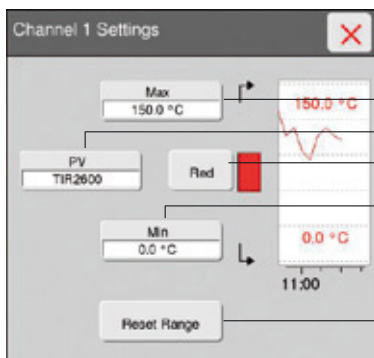 Channel 1 Settings
Max
150.0 °C
150.0 °C
PV
TIR2600
Red
Min
0.0 °C
0.0 °C
11:00
Reset Range